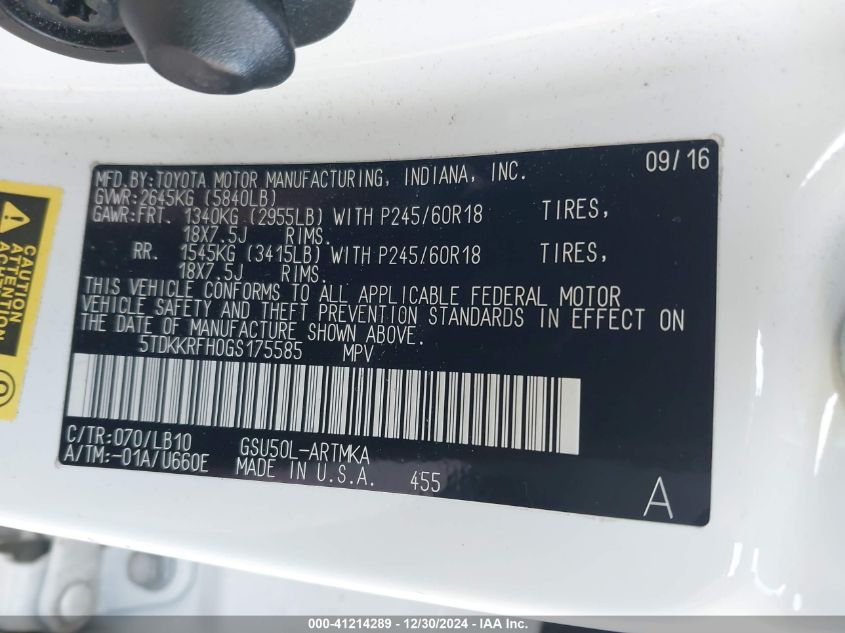 MFD.BY:TOYOTA MOTOR MANUFACTURING, INDIANA, INC. 09/16
GVWR:2645KG (5840LB)
GAWR:FRT. 1340KG (2955LB) WITH P245/60R18 TIRES,
18X7.5J RIMS.
RR. 1545KG (3415LB) WITH P245/60R18 TIRES,
18X7.5J RIMS.
THIS VEHICLE CONFORMS TO ALL APPLICABLE FEDERAL MOTOR
VEHICLE SAFETY AND THEFT PREVENTION STANDARDS IN EFFECT ON
THE DATE OF MANUFACTURE SHOWN ABOVE.
5TDKKRFH0GS175585 MPV
C/TR:070/LB10 GSU50L-ARTMKA
A/TM:-01A/U660E MADE IN U.S.A. 455
A
CAUTION
ATTENTION
000-41214289 - 12/30/2024 - IAA Inc.